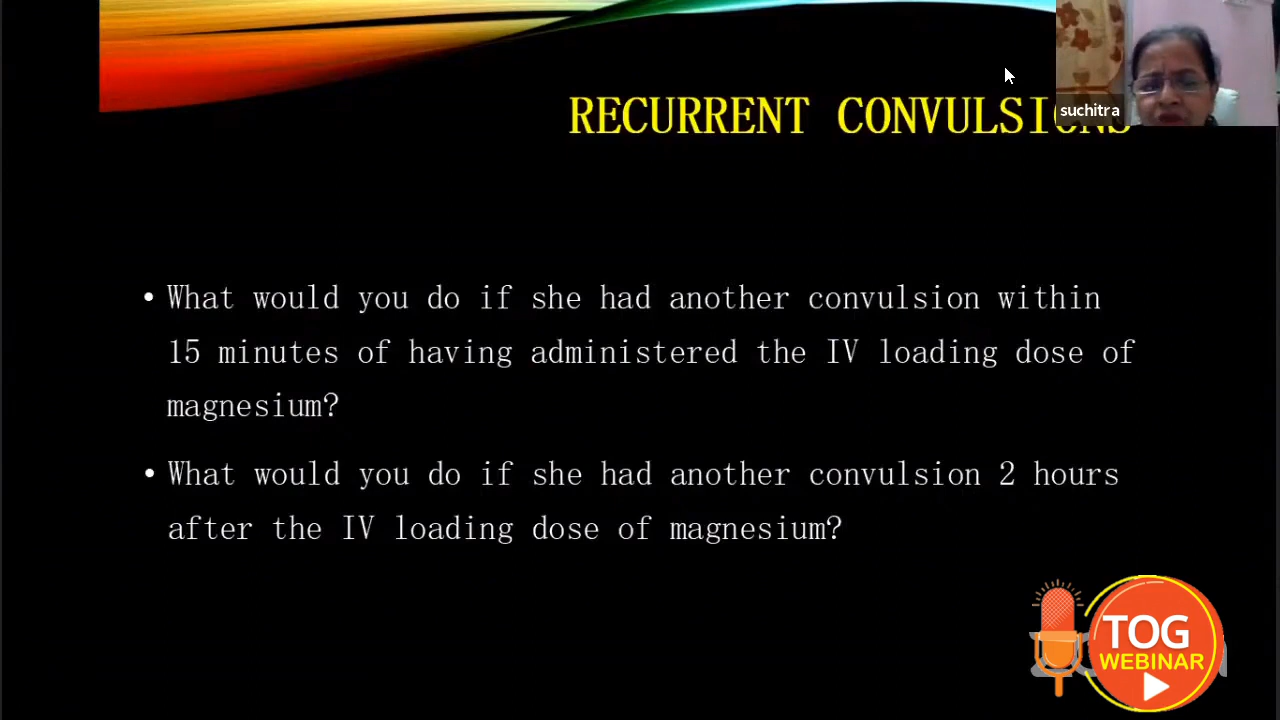 suchitra
RECURRENT CONVULSIONS
• What would you do if she had another convulsion within
15 minutes of having administered the IV loading dose of
magnesium?
• What would you do if she had another convulsion 2 hours
after the IV loading dose of magnesium?
TOG
WEBINAR